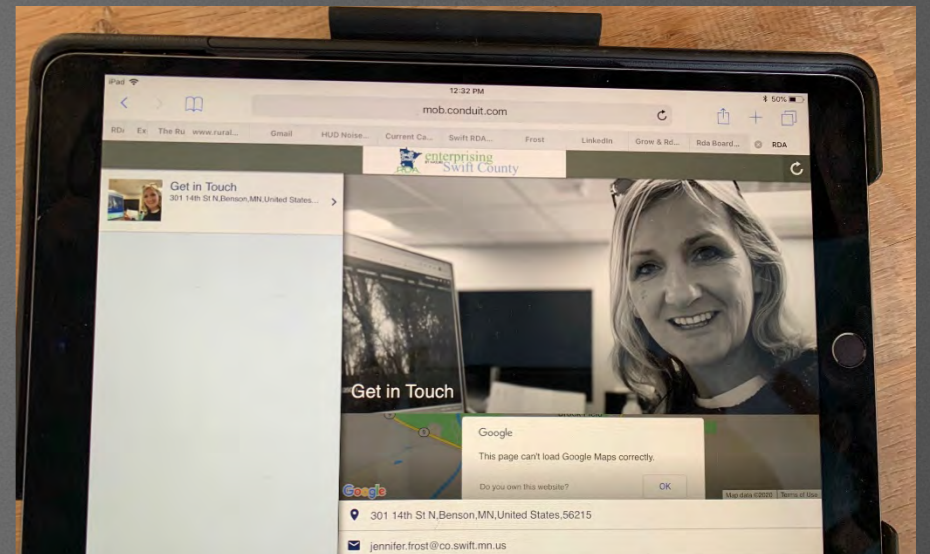 iPad
12:32 PM
50%
mob.conduit.com
RD
Ex
The Ru
www.rural...
Gmail
HUD Noise...
Current Ca...
Swift RDA...
Frost
LinkedIn
Grow & Rd...
Rda Board...
RDA
enterprising
Swift County
Get in Touch
301 14th St N,Benson,MN,United States...
Get in Touch
Google
This page can't load Google Maps correctly.
Do you own this website?
OK
Google
Map data ©2020
Terms of Use
301 14th St N,Benson,MN,United States,56215
jennifer.frost@co.swift.mn.us